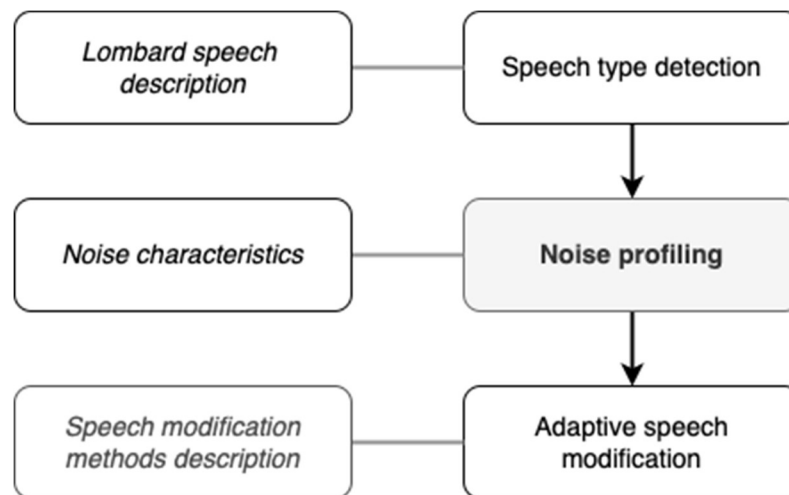 Lombard speech
description
Speech type detection
Noise characteristics
Noise profiling
Speech modification
methods description
Adaptive speech
modification